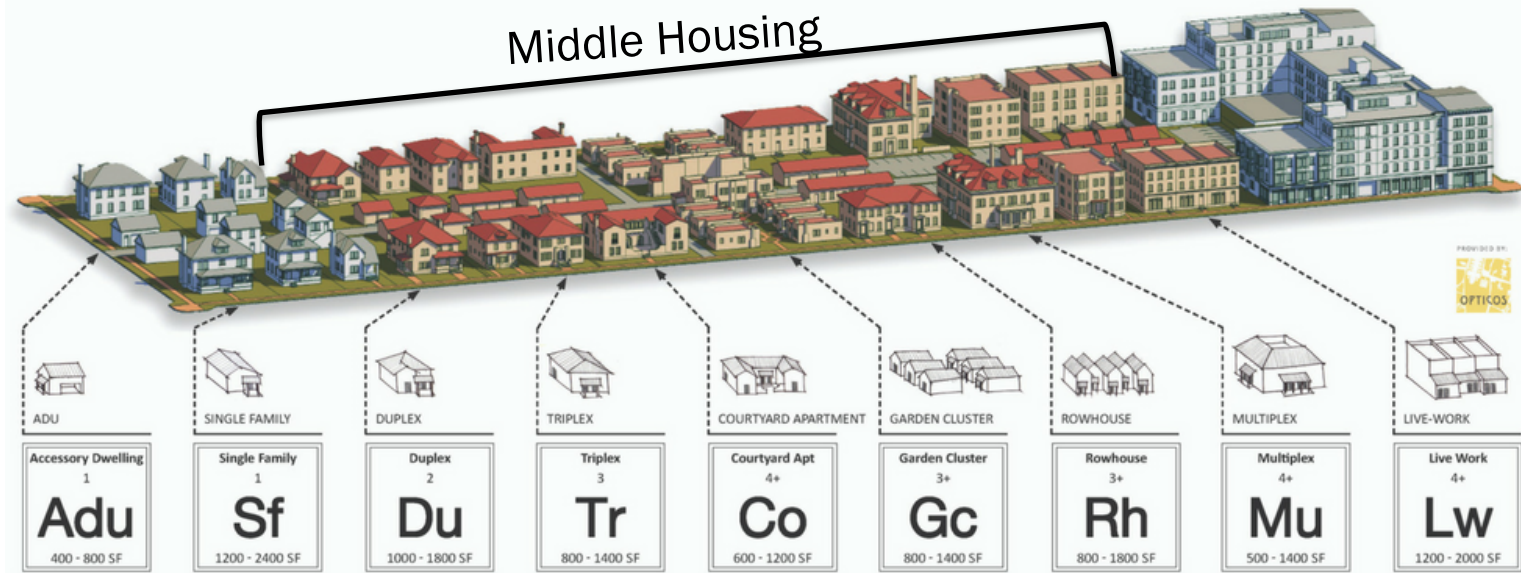 Middle Housing
PROVIDED BY:
OPTICOS
ADU
SINGLE FAMILY
DUPLEX
TRIPLEX
COURTYARD APARTMENT
GARDEN CLUSTER
ROWHOUSE
MULTIPLEX
LIVE-WORK
Accessory Dwelling
1
Adu
400 - 800 SF
Single Family
1
Sf
1200 - 2400 SF
Duplex
2
Du
1000 - 1800 SF
Triplex
3
Tr
800 - 1400 SF
Courtyard Apt
4+
Co
600 - 1200 SF
Garden Cluster
3+
Gc
800 - 1400 SF
Rowhouse
3+
Rh
800 - 1800 SF
Multiplex
4+
Mu
500 - 1400 SF
Live Work
4+
Lw
1200 - 2000 SF